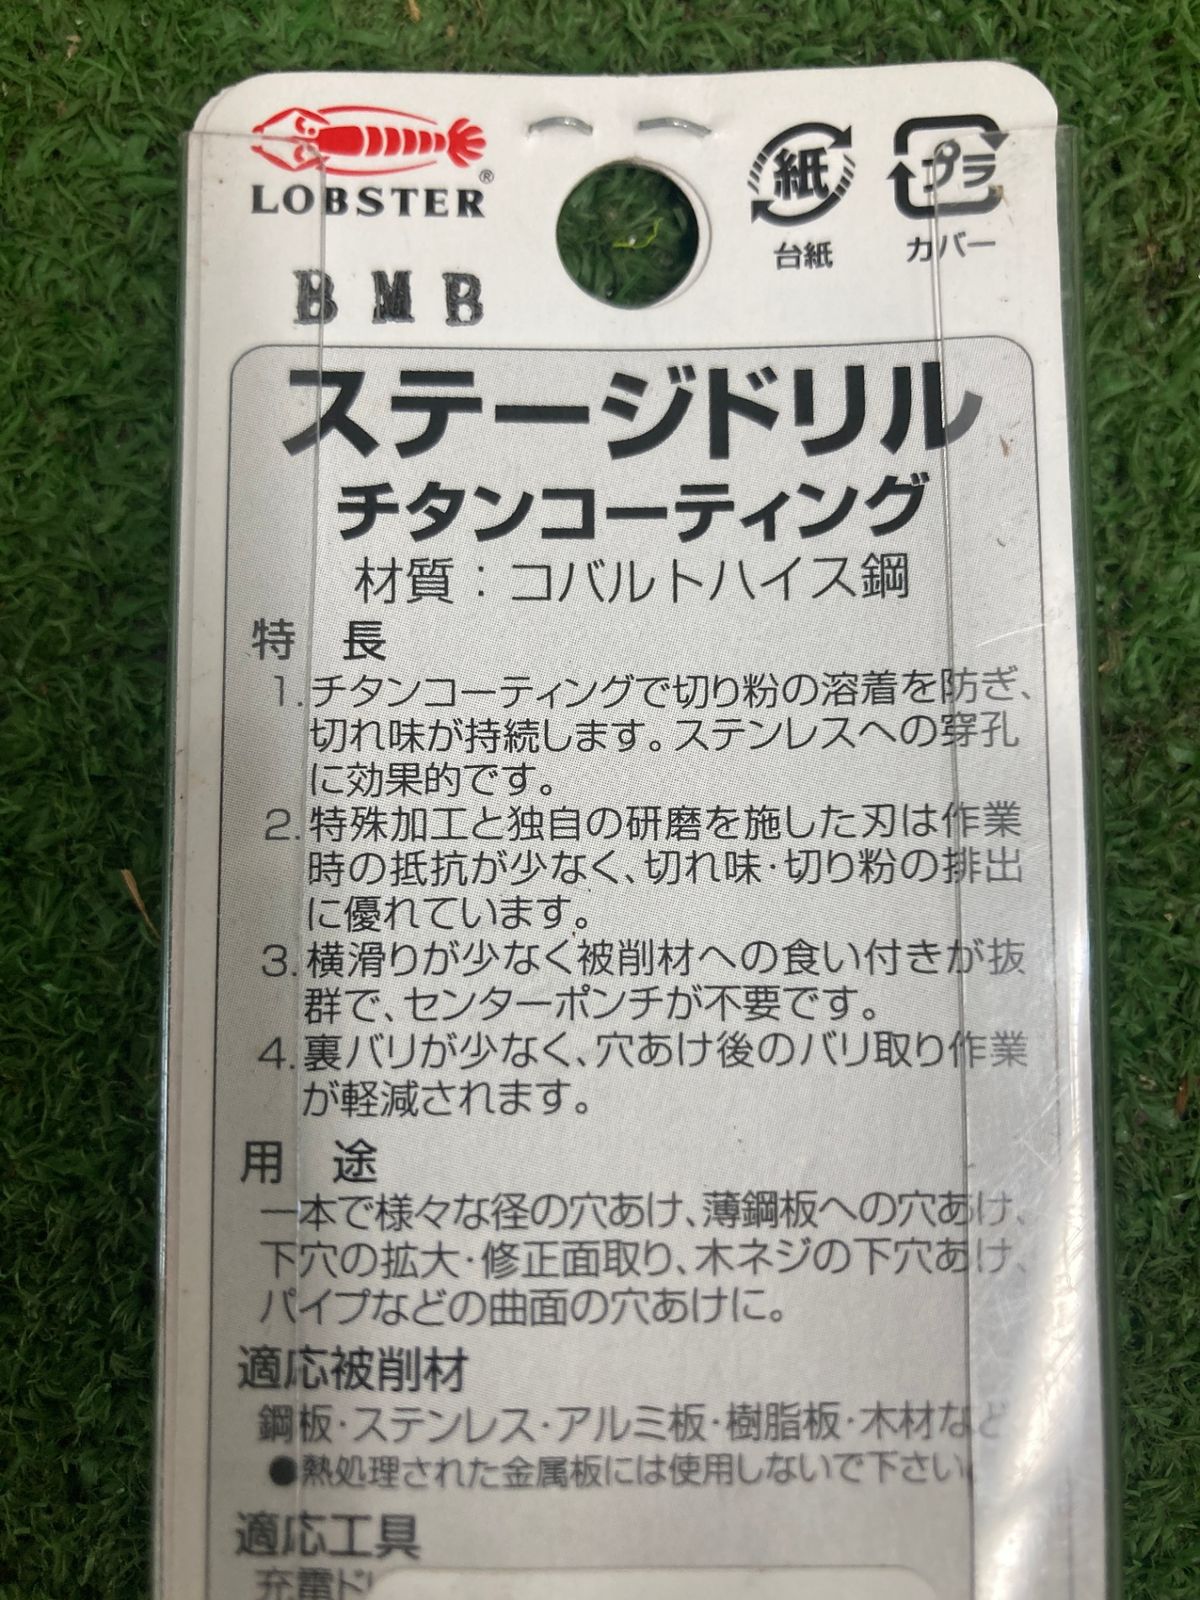 LOBSTER®
紙
台紙
プラ
カバー
BMB
ステージドリル
チタンコーティング
材質：コバルトハイス鋼
特　長
1.チタンコーティングで切り粉の溶着を防ぎ、
切れ味が持続します。ステンレスへの穿孔
に効果的です。
2.特殊加工と独自の研磨を施した刃は作業
時の抵抗が少なく、切れ味・切り粉の排出
に優れています。
3.横滑りが少なく被削材への食い付きが抜
群で、センターポンチが不要です。
4.裏バリが少なく、穴あけ後のバリ取り作業
が軽減されます。
用　途
一本で様々な径の穴あけ、薄鋼板への穴あけ、
下穴の拡大・修正面取り、木ネジの下穴あけ、
パイプなどの曲面の穴あけに。
適応被削材
鋼板・ステンレス・アルミ板・樹脂板・木材など
●熱処理された金属板には使用しないで下さい。
適応工具